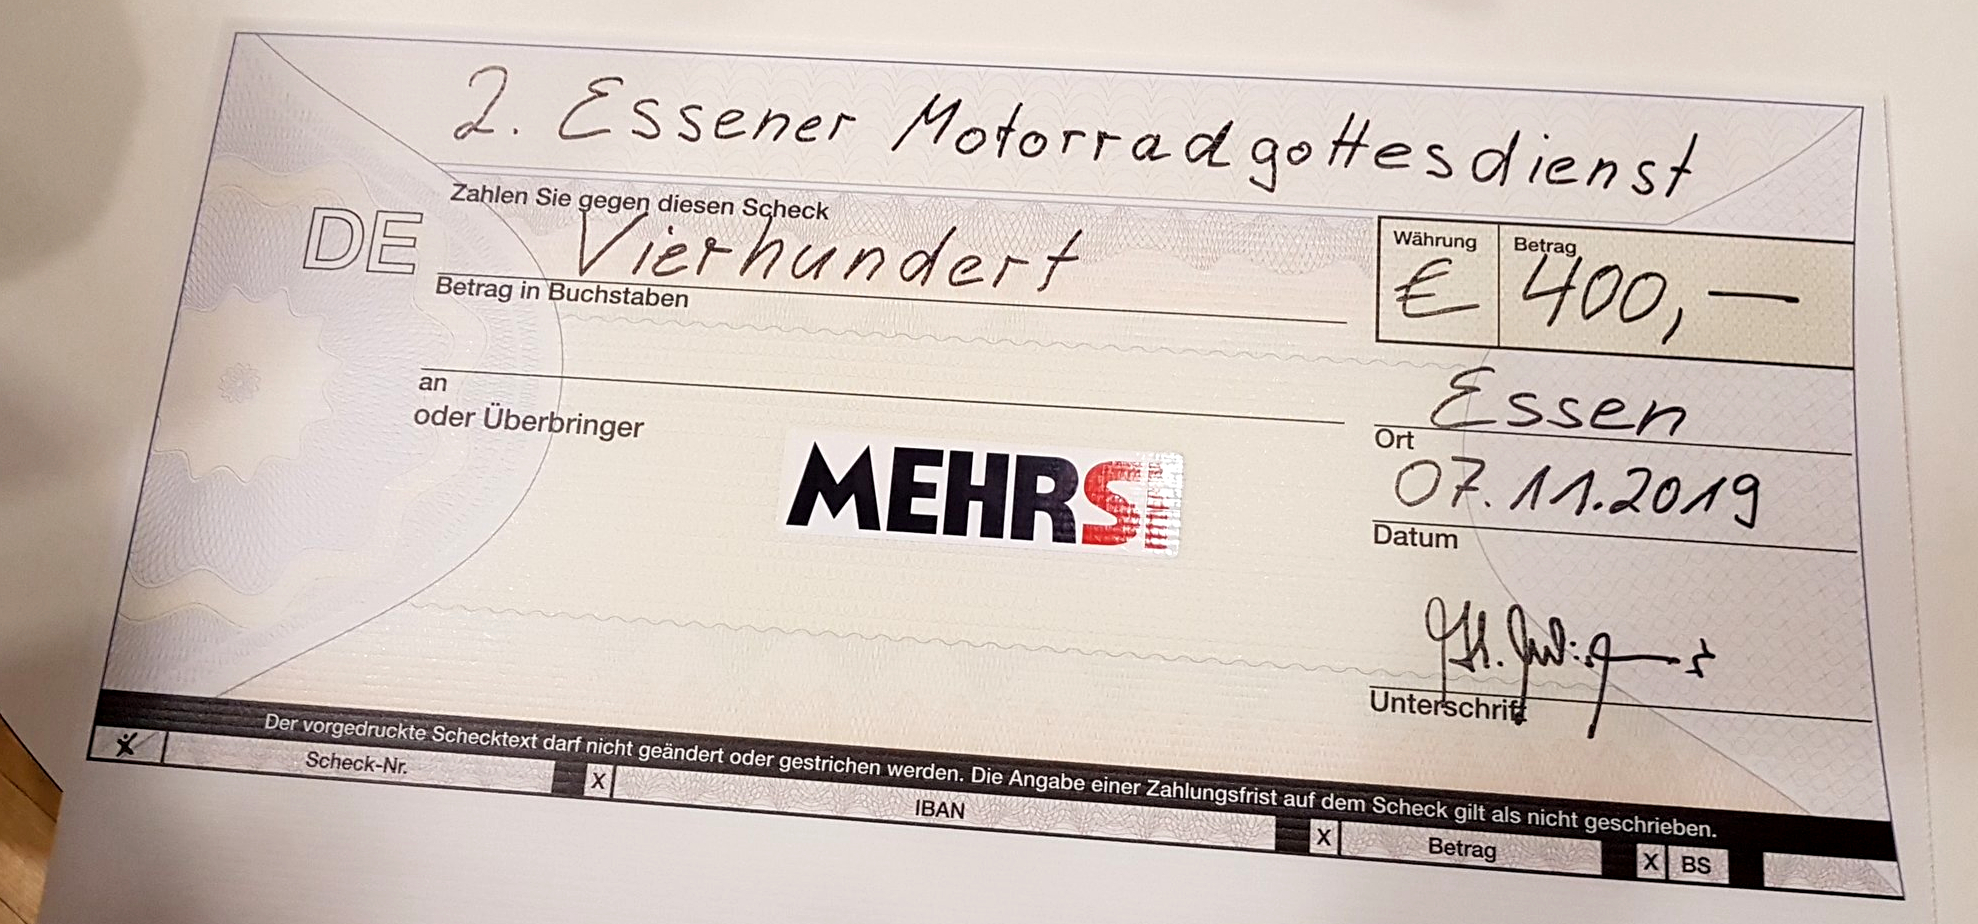 2. Essener Motorradgottesdienst
Zahlen Sie gegen diesen Scheck
DE
Vierhundert
Betrag in Buchstaben
Währung
€
Betrag
400,—
an
oder Überbringer
MEHRSi
Essen
Ort
07.11.2019
Datum
Unterschrift
Der vorgedruckte Schecktext darf nicht geändert oder gestrichen werden. Die Angabe einer Zahlungsfrist auf dem Scheck gilt als nicht geschrieben.
X Scheck-Nr. X IBAN X Betrag X BS